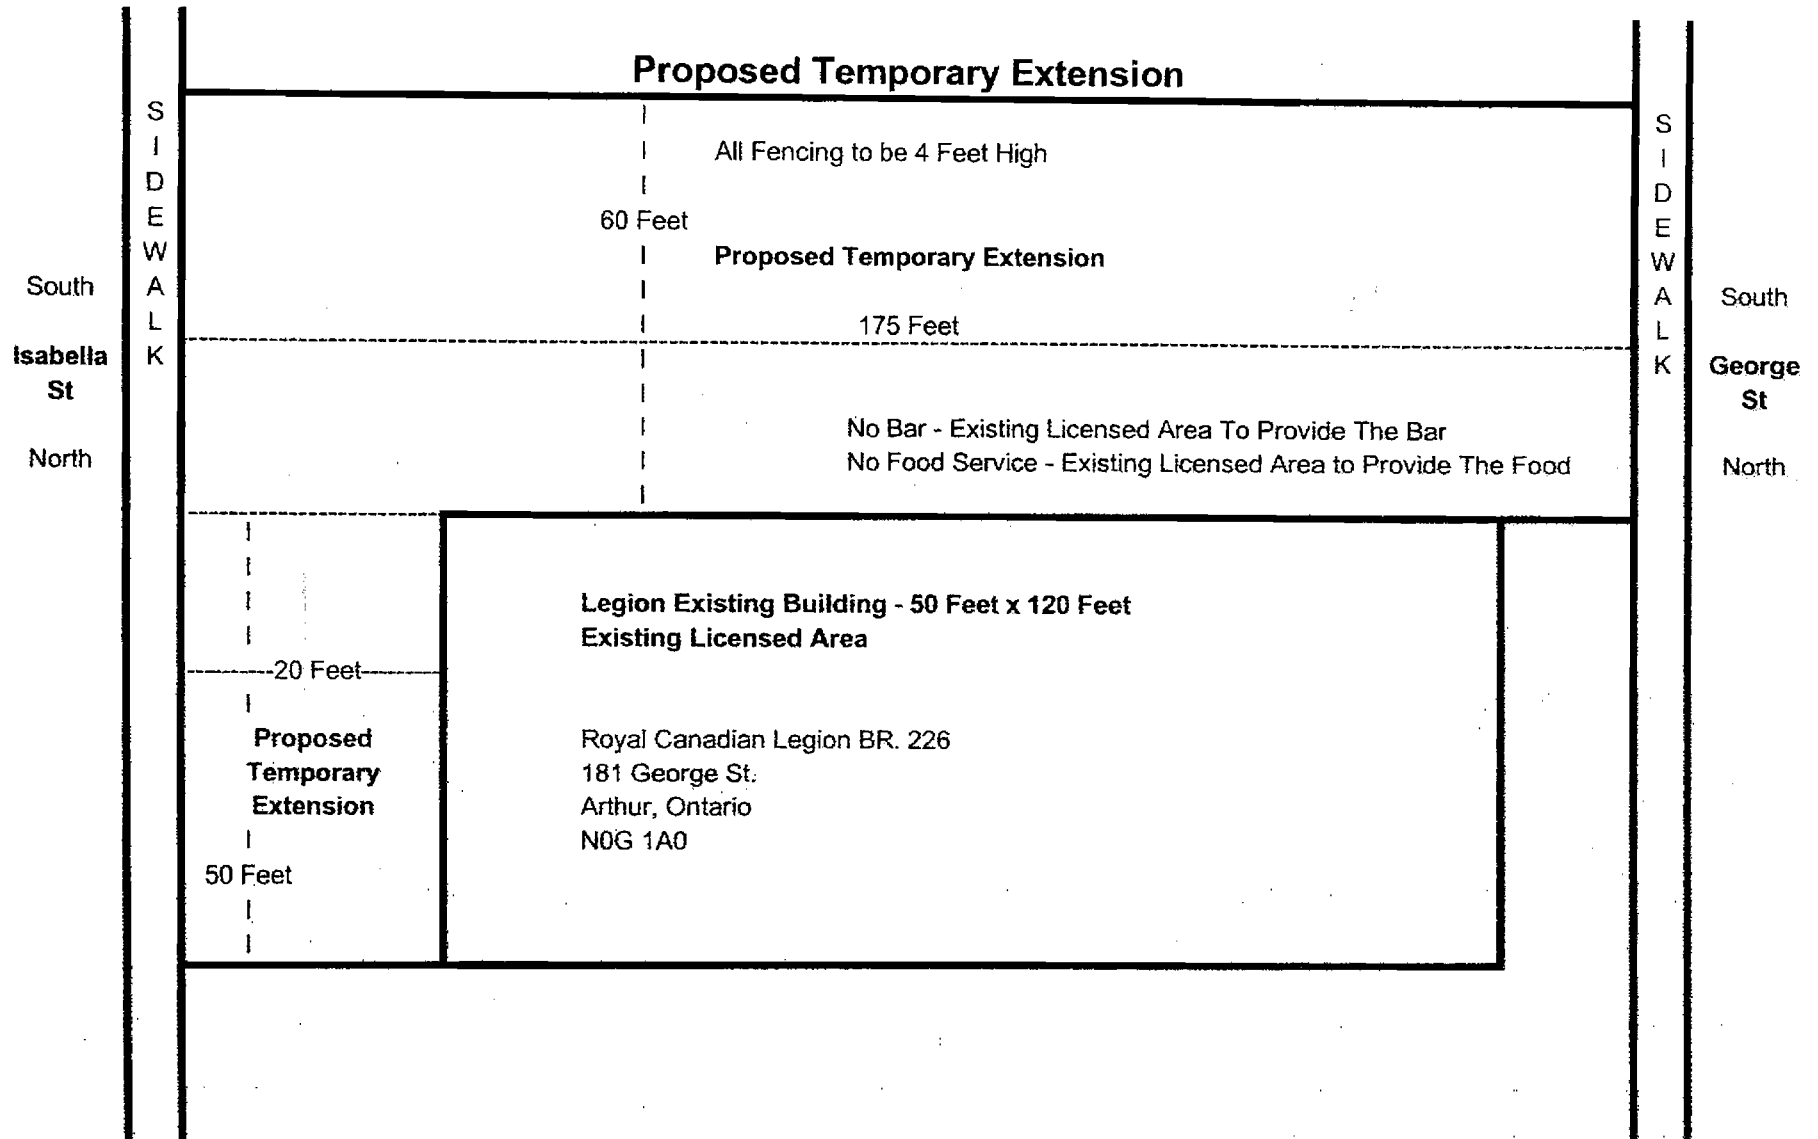 Proposed Temporary Extension
SIDEWALK
SIDEWALK
All Fencing to be 4 Feet High
60 Feet
Proposed Temporary Extension
South
South
175 Feet
Isabella
St
George
St
No Bar - Existing Licensed Area To Provide The Bar
No Food Service - Existing Licensed Area to Provide The Food
North
North
Legion Existing Building - 50 Feet x 120 Feet
Existing Licensed Area
20 Feet
Proposed
Temporary
Extension
Royal Canadian Legion BR. 226
181 George St.
Arthur, Ontario
N0G 1A0
50 Feet